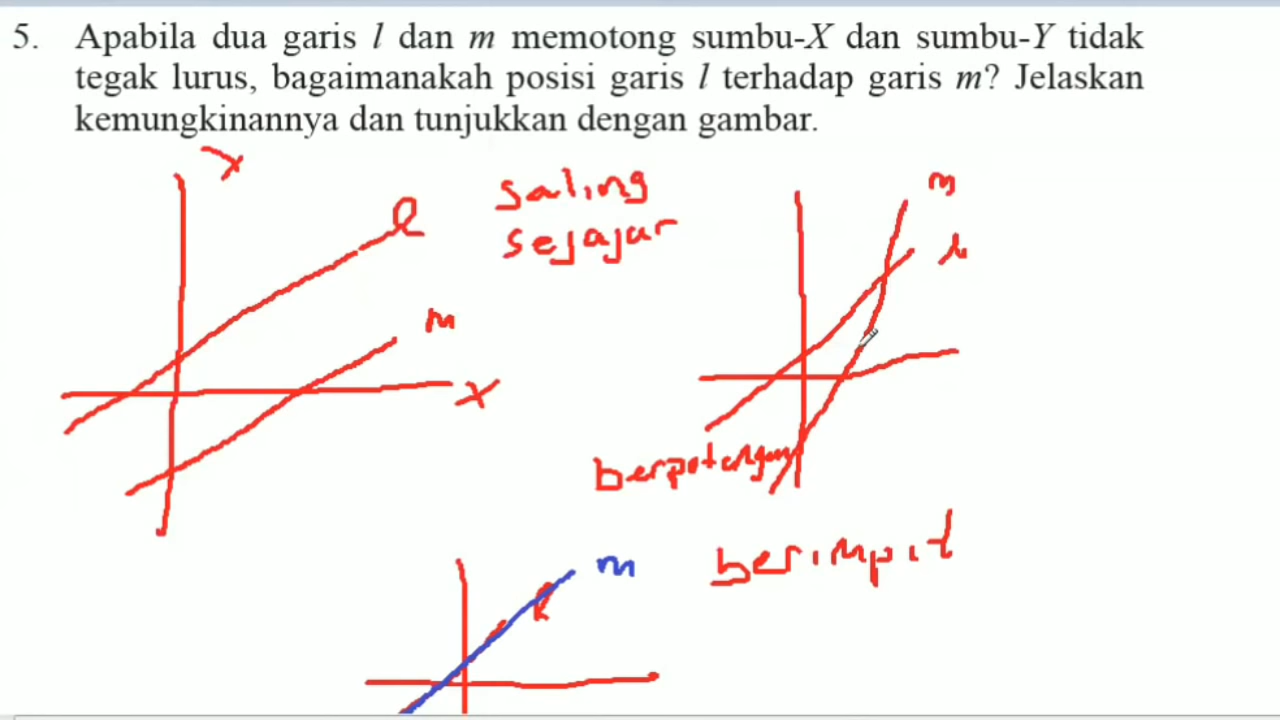 5. Apabila dua garis l dan m memotong sumbu-X dan sumbu-Y tidak
tegak lurus, bagaimanakah posisi garis l terhadap garis m? Jelaskan
kemungkinannya dan tunjukkan dengan gambar.
Y
l
saling
sejajar
m
x
m
l
berpotongan
berimpit
m
l